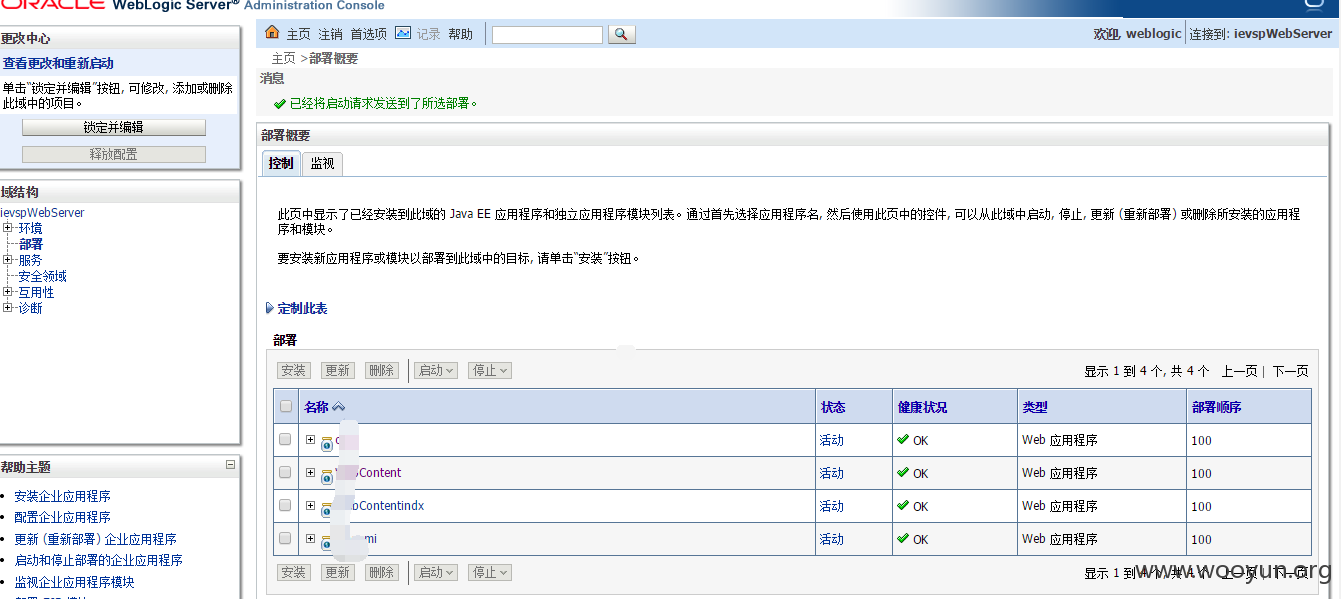 ORACLE WebLogic Server® Administration Console
更改中心
查看更改和重新启动
单击“锁定并编辑”按钮, 可修改, 添加或删除
此域中的项目。
锁定并编辑
释放配置
域结构
ievspWebServer
环境
部署
服务
安全领域
互用性
诊断
帮助主题
安装企业应用程序
配置企业应用程序
更新 (重新部署) 企业应用程序
启动和停止部署的企业应用程序
监视企业应用程序模块
主页 注销 首选项 记录 帮助
欢迎, weblogic 连接到: ievspWebServer
主页 >部署概要
消息
已经将启动请求发送到了所选部署。
部署概要
控制 监视
此页中显示了已经安装到此域的 Java EE 应用程序和独立应用程序模块列表。通过首先选择应用程序名, 然后使用此页中的控件, 可以从此域中启动, 停止, 更新 (重新部署) 或删除所安装的应用程
序和模块。
要安装新应用程序或模块以部署到此域中的目标, 请单击“安装”按钮。
定制此表
部署
安装 更新 删除 启动 停止 显示 1 到 4 个, 共 4 个 上一页 | 下一页
名称 状态 健康状况 类型 部署顺序
活动 OK Web 应用程序 100
Content 活动 OK Web 应用程序 100
Contentindx 活动 OK Web 应用程序 100
mi 活动 OK Web 应用程序 100
安装 更新 删除 启动 停止 显示 1 到 4 个, 共 4 个 上一页 | 下一页
www.wooyun.org